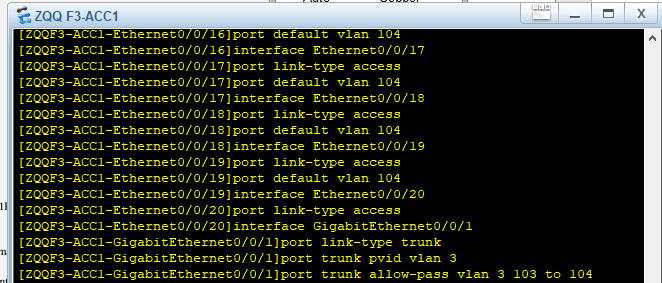 Auto
Copper
ZQQ F3-ACC1
[ZQQF3-ACC1-Ethernet0/0/16]port default vlan 104
[ZQQF3-ACC1-Ethernet0/0/16]interface Ethernet0/0/17
[ZQQF3-ACC1-Ethernet0/0/17]port link-type access
[ZQQF3-ACC1-Ethernet0/0/17]port default vlan 104
[ZQQF3-ACC1-Ethernet0/0/17]interface Ethernet0/0/18
[ZQQF3-ACC1-Ethernet0/0/18]port link-type access
[ZQQF3-ACC1-Ethernet0/0/18]port default vlan 104
[ZQQF3-ACC1-Ethernet0/0/18]interface Ethernet0/0/19
[ZQQF3-ACC1-Ethernet0/0/19]port link-type access
[ZQQF3-ACC1-Ethernet0/0/19]port default vlan 104
[ZQQF3-ACC1-Ethernet0/0/19]interface Ethernet0/0/20
[ZQQF3-ACC1-Ethernet0/0/20]port link-type access
[ZQQF3-ACC1-Ethernet0/0/20]interface GigabitEthernet0/0/1
[ZQQF3-ACC1-GigabitEthernet0/0/1]port link-type trunk
[ZQQF3-ACC1-GigabitEthernet0/0/1]port trunk pvid vlan 3
[ZQQF3-ACC1-GigabitEthernet0/0/1]port trunk allow-pass vlan 3 103 to 104